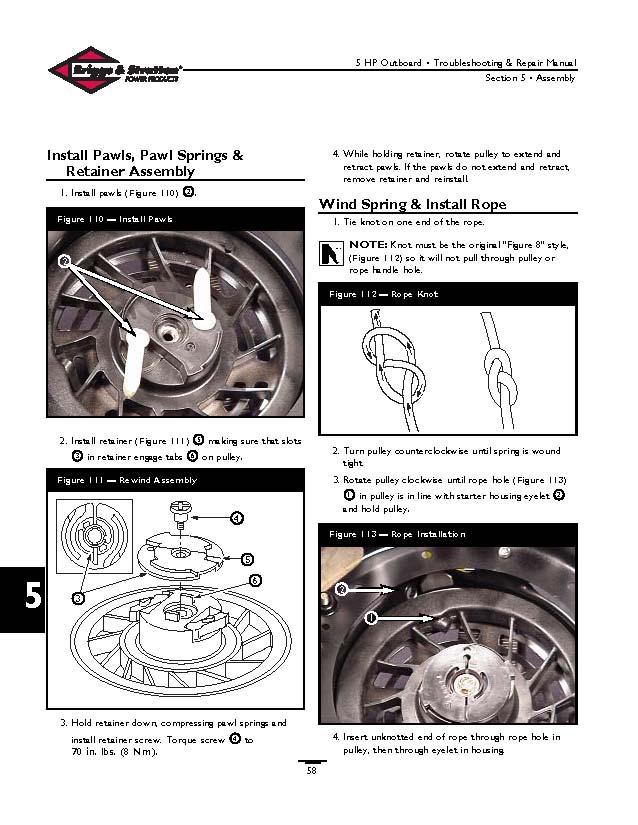 Briggs & Stratton
POWER PRODUCTS
5 HP Outboard • Troubleshooting & Repair Manual
Section 5 • Assembly
Install Pawls, Pawl Springs &
Retainer Assembly
1. Install pawls (Figure 110) 2.
Figure 110 — Install Pawls
2
2. Install retainer (Figure 111) 5 making sure that slots
3 in retainer engage tabs 6 on pulley.
Figure 111 — Rewind Assembly
4
5
6
3
5
3. Hold retainer down, compressing pawl springs and
install retainer screw. Torque screw 4 to
70 in. lbs. (8 Nm).
4. While holding retainer, rotate pulley to extend and
retract pawls. If the pawls do not extend and retract,
remove retainer and reinstall.
Wind Spring & Install Rope
1. Tie knot on one end of the rope.
NOTE: Knot must be the original "Figure 8" style,
(Figure 112) so it will not pull through pulley or
rope handle hole.
Figure 112 — Rope Knot
2. Turn pulley counterclockwise until spring is wound
tight.
3. Rotate pulley clockwise until rope hole (Figure 113)
1 in pulley is in line with starter housing eyelet 2
and hold pulley.
Figure 113 — Rope Installation
2
1
4. Insert unknotted end of rope through rope hole in
pulley, then through eyelet in housing.
58